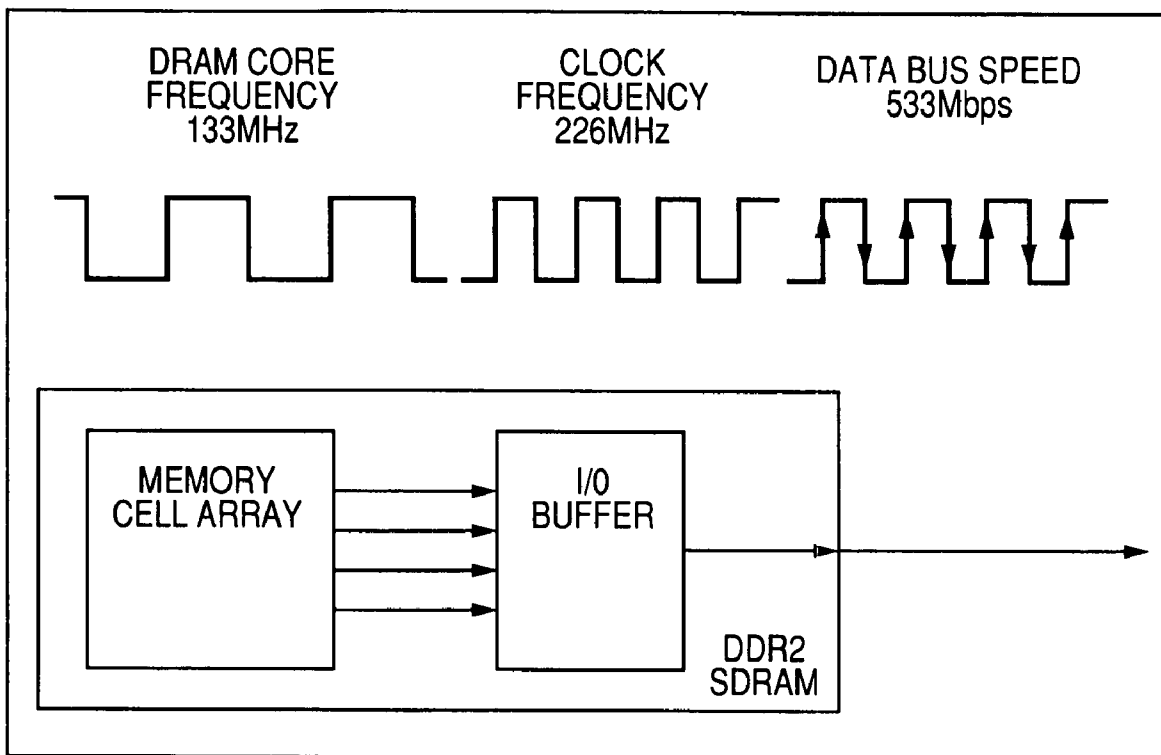 DRAM CORE
FREQUENCY
133MHz
CLOCK
FREQUENCY
226MHz
DATA BUS SPEED
533Mbps
MEMORY
CELL ARRAY
I/0
BUFFER
DDR2
SDRAM